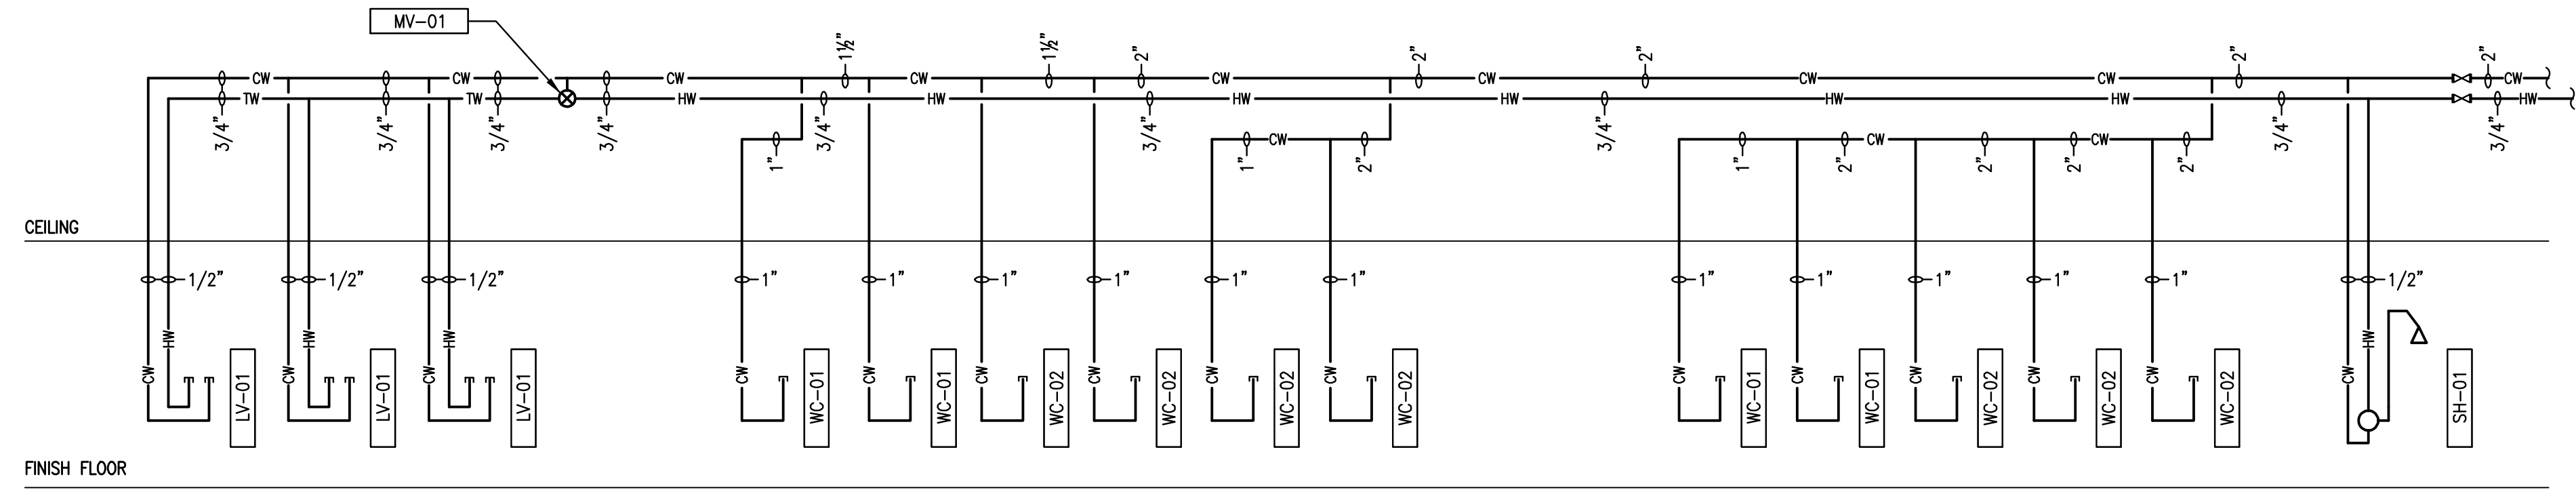 MV-01
1½" 1½" 2" 2" 2" 2" 2"
CW CW CW CW CW CW CW CW CW
TW TW HW HW HW HW HW HW HW
3/4" 3/4" 3/4" 3/4" 3/4" 3/4" 3/4" 3/4" 3/4"
CW CW CW
1" 1" 2" 1" 2" 2" 2" 2"
CEILING
1/2" 1/2" 1/2" 1" 1" 1" 1" 1" 1" 1" 1" 1" 1" 1" 1/2"
HW HW HW HW
CW CW CW CW CW CW CW CW CW CW CW CW CW CW CW
LV-01 LV-01 LV-01 WC-01 WC-01 WC-02 WC-02 WC-02 WC-02 WC-01 WC-01 WC-02 WC-02 WC-02 SH-01
FINISH FLOOR